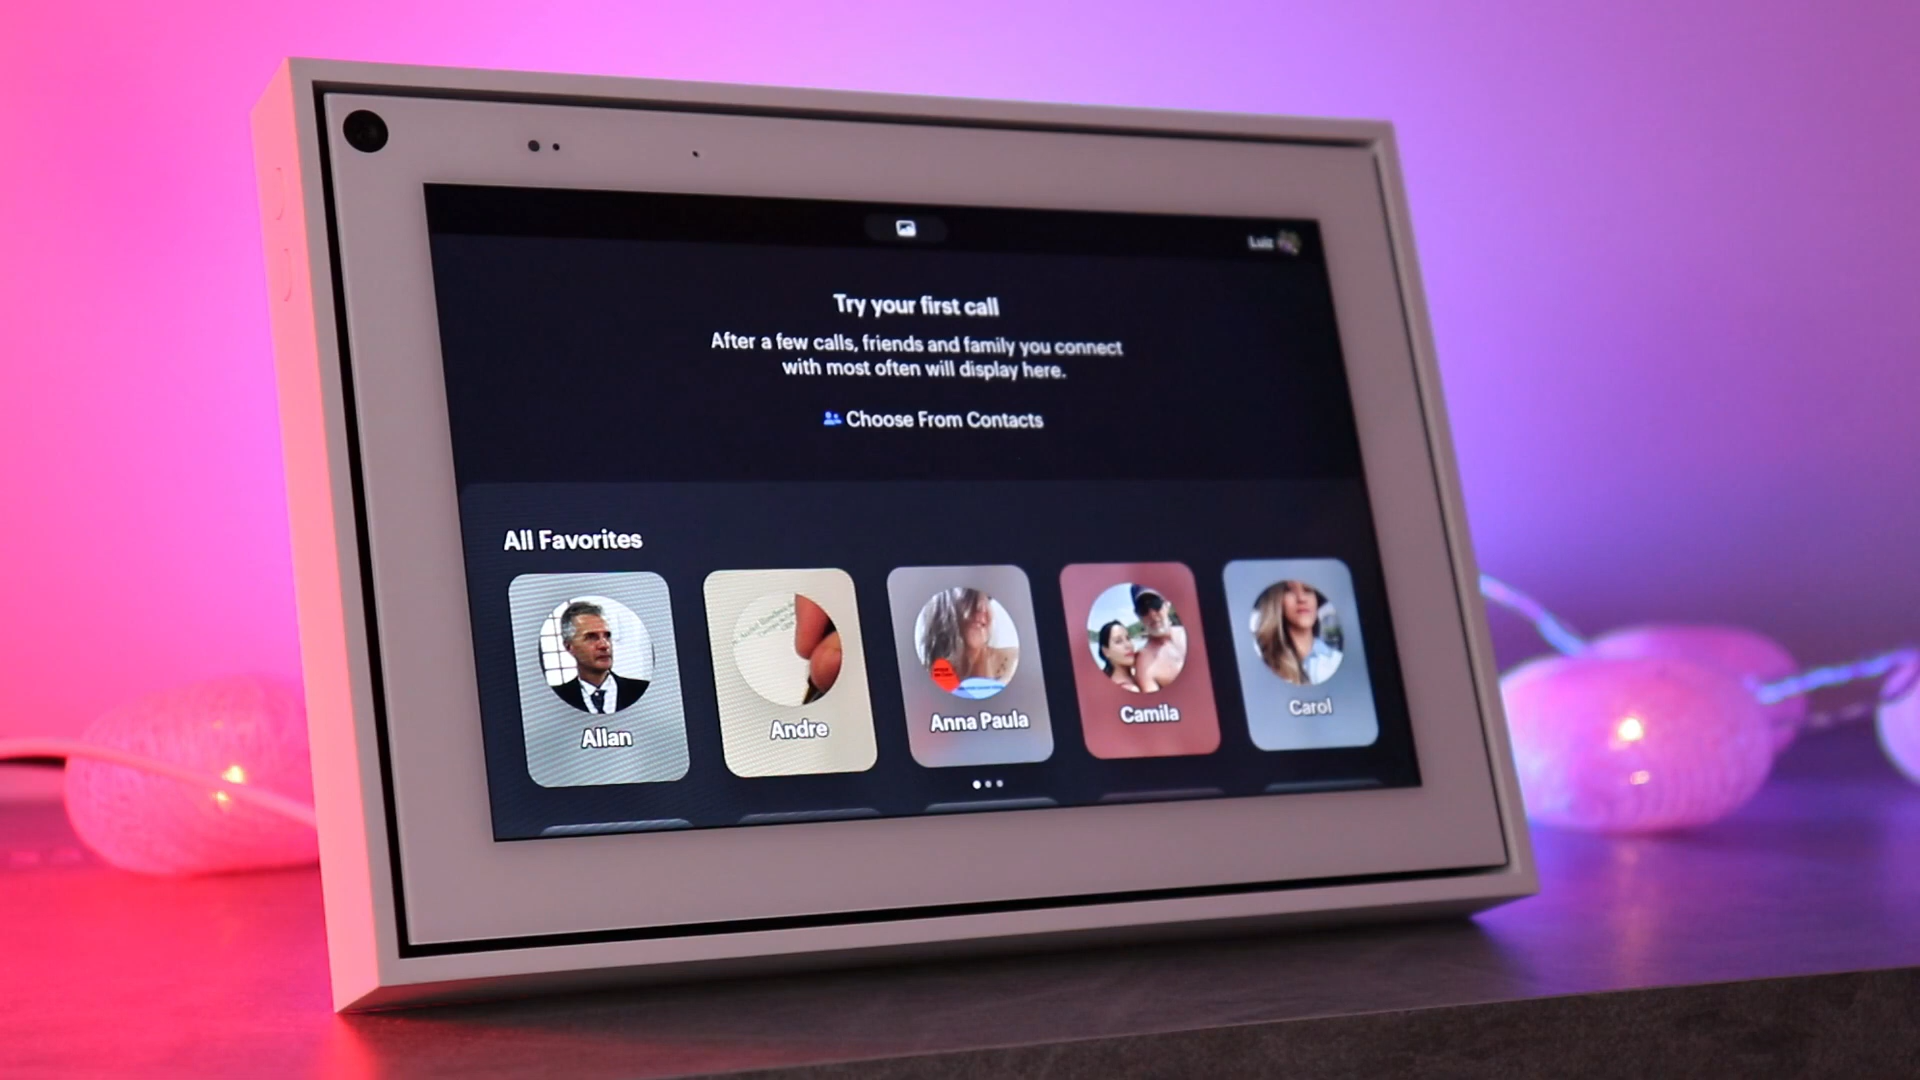 Luiz
Try your first call
After a few calls, friends and family you connect
with most often will display here.
Choose From Contacts
All Favorites
Allan
Andre
Anna Paula
Camila
Carol